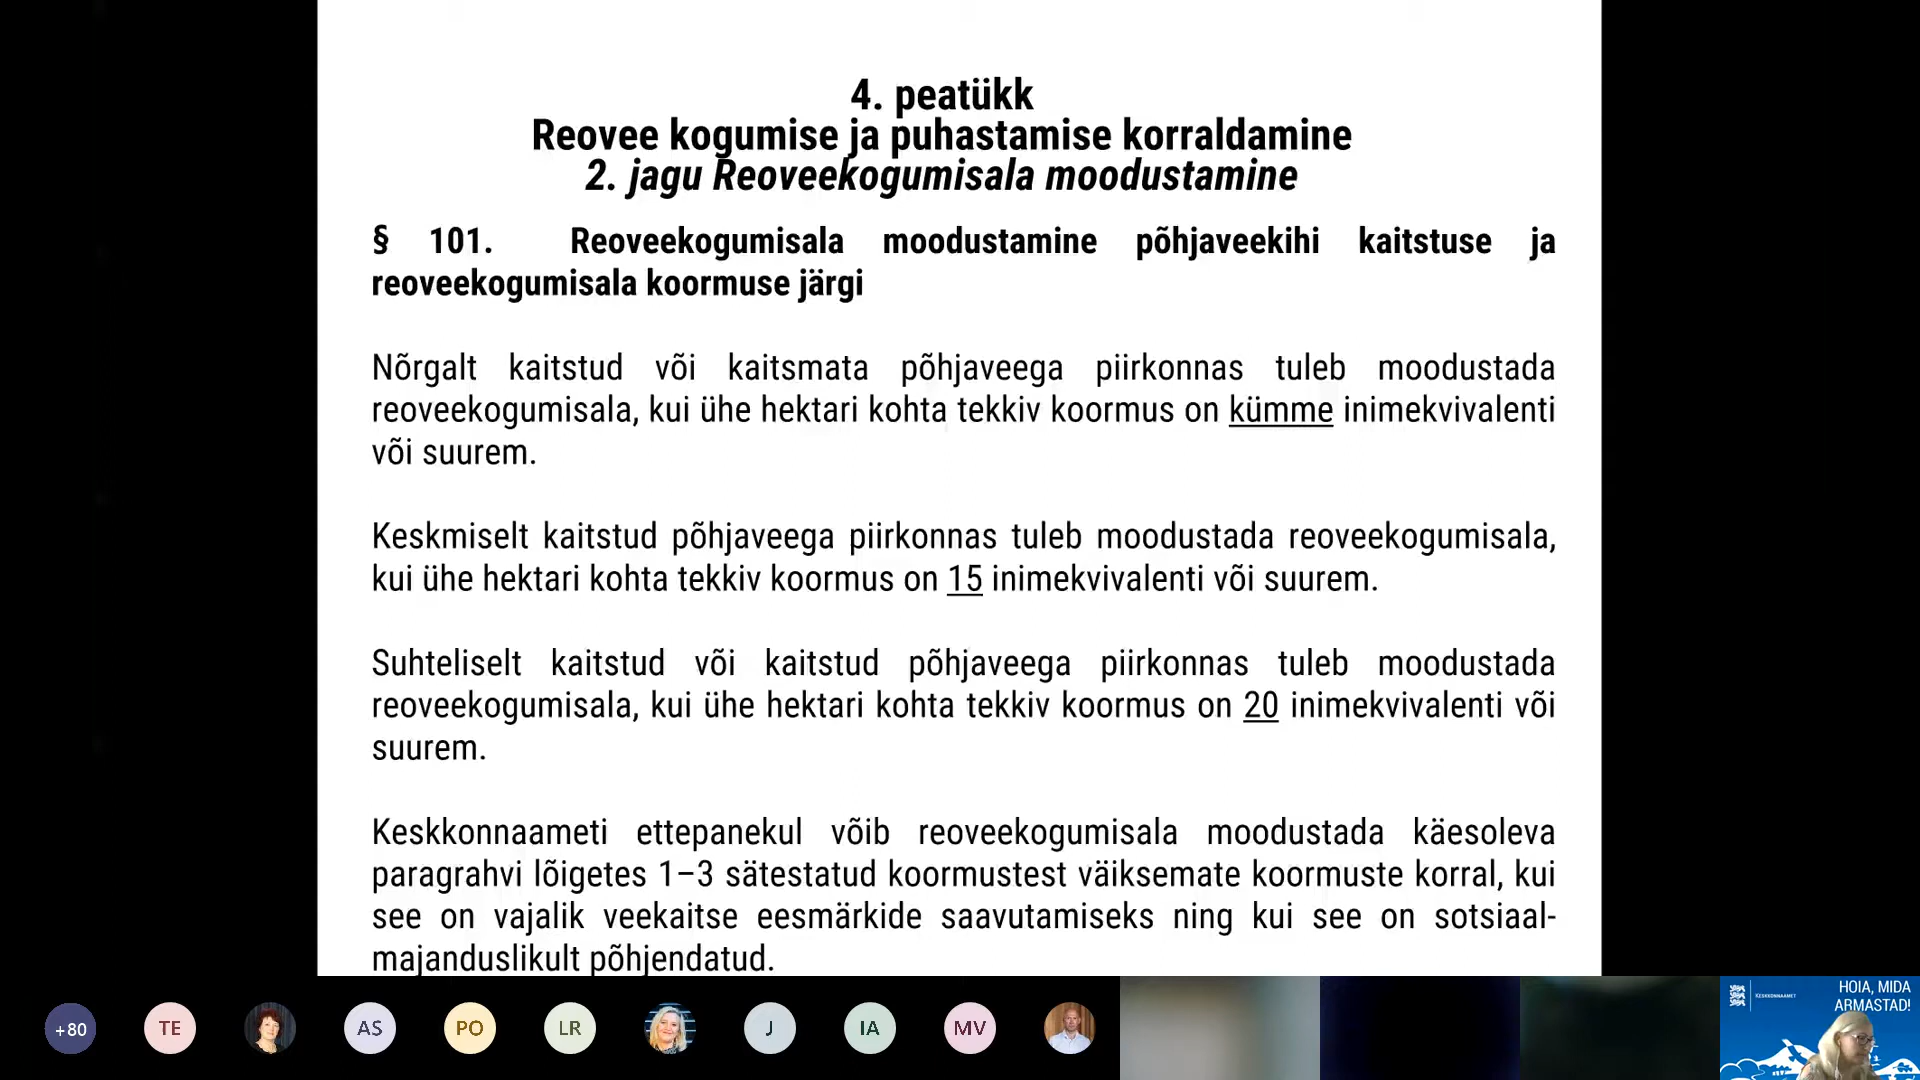 4. peatükk
Reovee kogumise ja puhastamise korraldamine
2. jagu Reoveekogumisala moodustamine
§ 101. Reoveekogumisala moodustamine põhjaveekihi kaitstuse ja
reoveekogumisala koormuse järgi
Nõrgalt kaitstud või kaitsmata põhjaveega piirkonnas tuleb moodustada
reoveekogumisala, kui ühe hektari kohta tekkiv koormus on kümme inimekvivalenti
või suurem.
Keskmiselt kaitstud põhjaveega piirkonnas tuleb moodustada reoveekogumisala,
kui ühe hektari kohta tekkiv koormus on 15 inimekvivalenti või suurem.
Suhteliselt kaitstud või kaitstud põhjaveega piirkonnas tuleb moodustada
reoveekogumisala, kui ühe hektari kohta tekkiv koormus on 20 inimekvivalenti või
suurem.
Keskkonnaameti ettepanekul võib reoveekogumisala moodustada käesoleva
paragrahvi lõigetes 1–3 sätestatud koormustest väiksemate koormuste korral, kui
see on vajalik veekaitse eesmärkide saavutamiseks ning kui see on sotsiaal-
majanduslikult põhjendatud.
+80 TE AS PO LR J IA MV
KESKKONNAAMET
HOIA, MIDA
ARMASTAD!